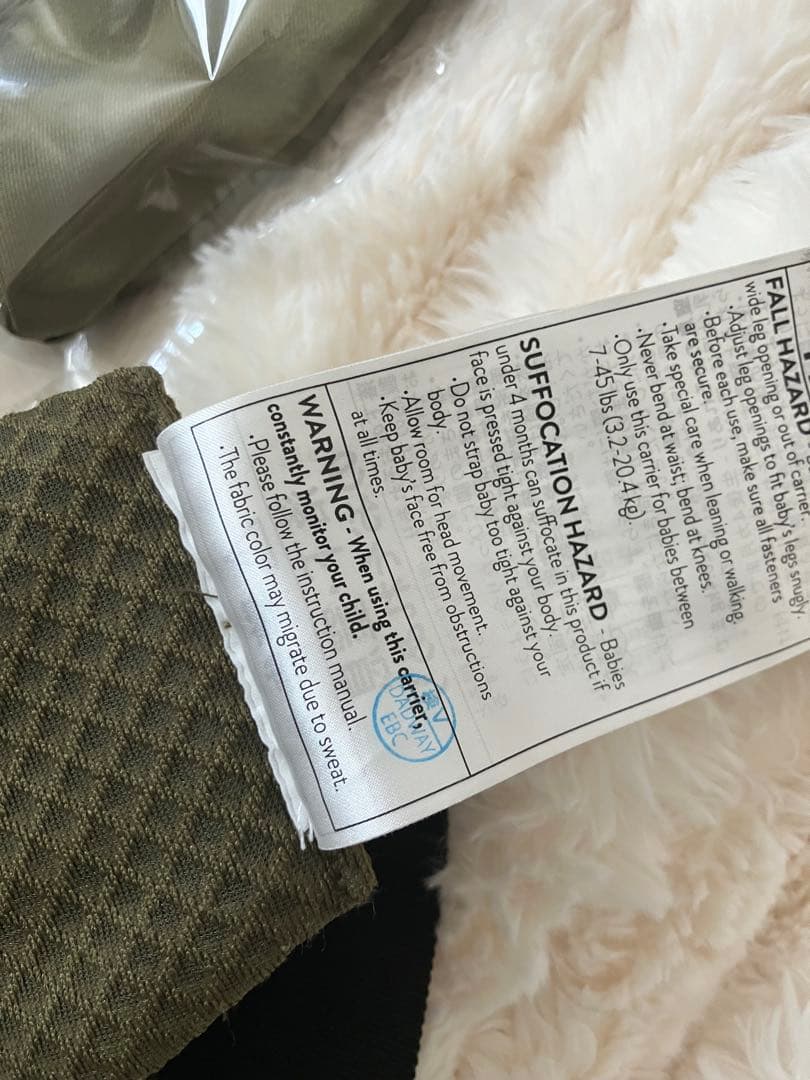 FALL HAZARD
wide leg opening or out of carrier.
·Adjust leg openings to fit baby's legs snugly.
·Before each use, make sure all fasteners
are secure.
·Take special care when leaning or walking.
·Never bend at waist; bend at knees.
·Only use this carrier for babies between
7-45 lbs (3.2-20.4 kg).
SUFFOCATION HAZARD - Babies
under 4 months can suffocate in this product if
face is pressed tight against your body.
·Do not strap baby too tight against your
body.
·Allow room for head movement.
·Keep baby's face free from obstructions
at all times.
WARNING - When using this carrier,
constantly monitor your child.
·Please follow the instruction manual.
·The fabric color may migrate due to sweat.
DADWAY
EBC